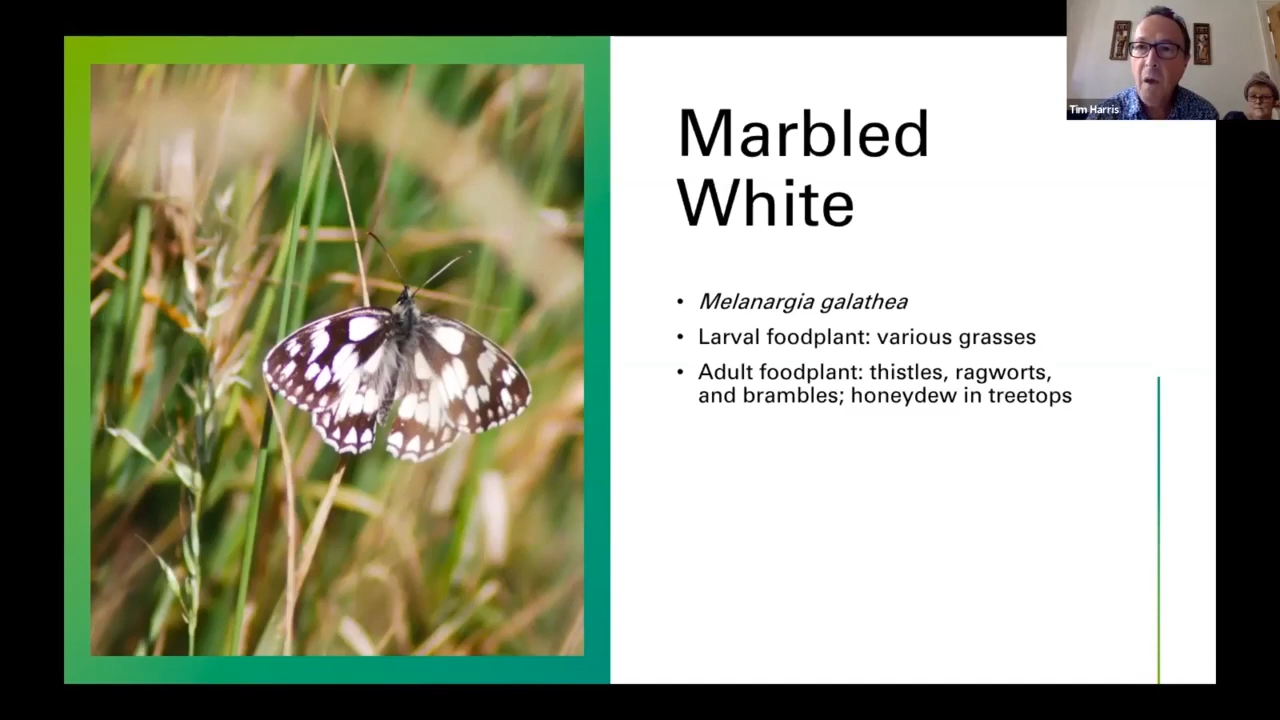 Tim Harris
Marbled
White
• Melanargia galathea
• Larval foodplant: various grasses
• Adult foodplant: thistles, ragworts,
and brambles; honeydew in treetops